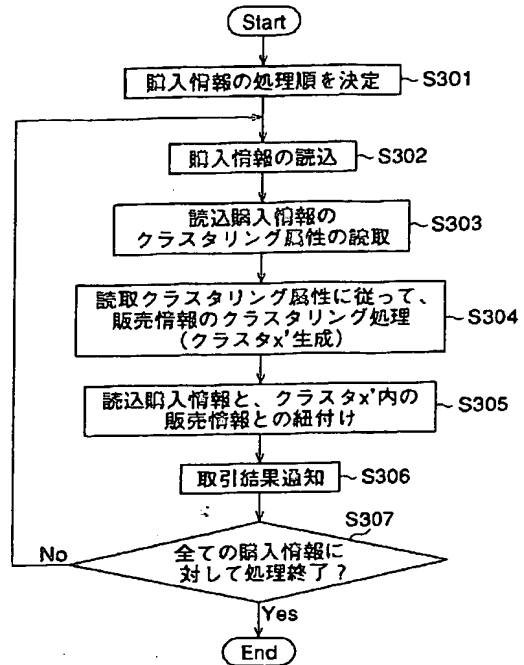 Start
購入情報の処理順を決定
S301
購入情報の読込
S302
読込購入情報の
クラスタリング属性の読取
S303
読取クラスタリング属性に従って、
販売情報のクラスタリング処理
(クラスタx'生成)
S304
読込購入情報と、クラスタx'内の
販売情報との紐付け
S305
取引結果通知
S306
S307
全ての購入情報に
対して処理終了?
No
Yes
End